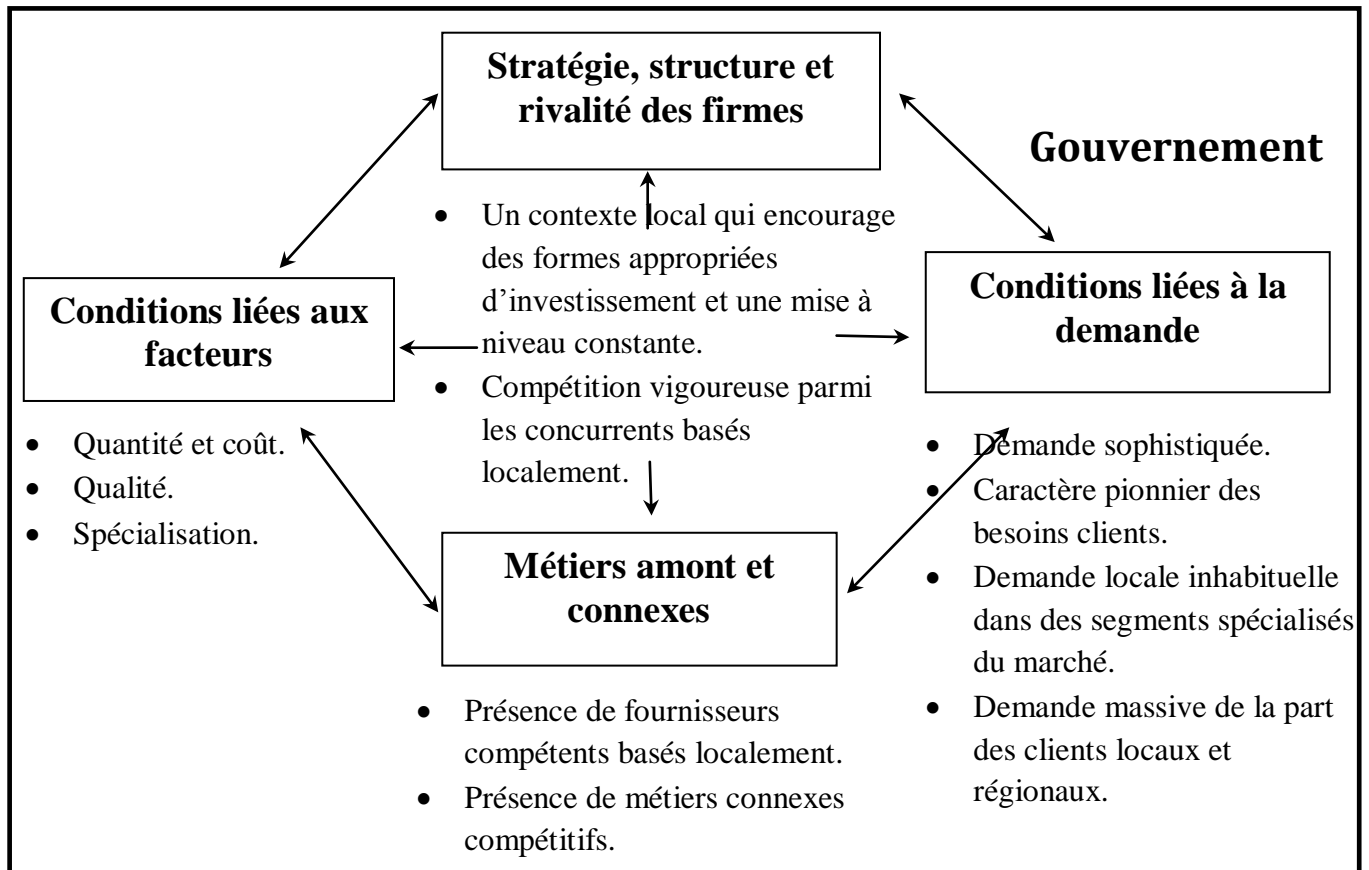 Stratégie, structure et
rivalité des firmes
Gouvernement
• Un contexte local qui encourage
des formes appropriées
d’investissement et une mise à
niveau constante.
• Compétition vigoureuse parmi
les concurrents basés
localement.
Conditions liées aux
facteurs
• Quantité et coût.
• Qualité.
• Spécialisation.
Conditions liées à la
demande
• Demande sophistiquée.
• Caractère pionnier des
besoins clients.
• Demande locale inhabituelle
dans des segments spécialisés
du marché.
• Demande massive de la part
des clients locaux et
régionaux.
Métiers amont et
connexes
• Présence de fournisseurs
compétents basés localement.
• Présence de métiers connexes
compétitifs.